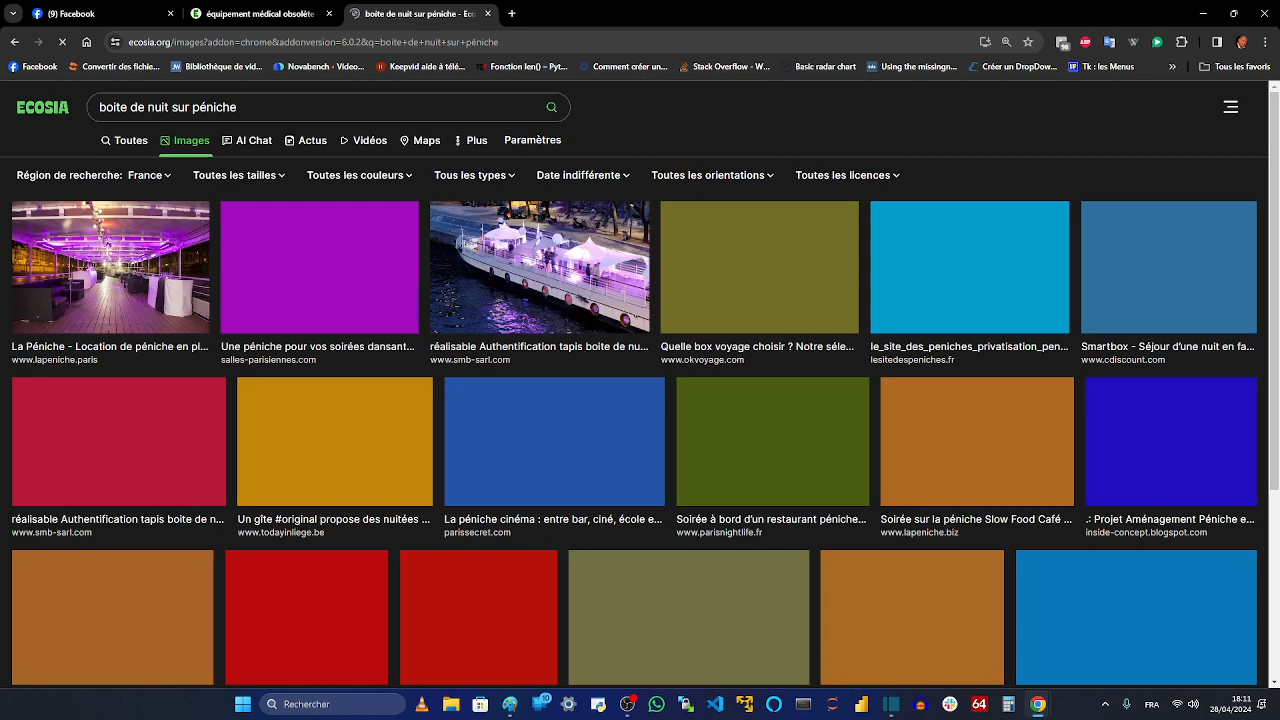 (9) Facebook
équipement médical obsolète
boite de nuit sur péniche - Eco
ecosia.org/images?addon=chrome&addonversion=6.0.2&q=boite+de+nuit+sur+péniche
98
ABP
Facebook
Convertir des fichie...
Bibliothèque de vid...
Novabench - Video...
Keepvid aide à télé...
Fonction len() – Pyt...
Comment créer un...
Stack Overflow - W...
Basic radar chart
Using the missingn...
Créer un DropDow...
Tk : les Menus
»
Tous les favoris
ECOSIA
boite de nuit sur péniche
Toutes
Images
AI Chat
Actus
Vidéos
Maps
Plus
Paramètres
Région de recherche: France
Toutes les tailles
Toutes les couleurs
Tous les types
Date indifférente
Toutes les orientations
Toutes les licences
La Péniche - Location de péniche en pl...
www.lapeniche.paris
Une péniche pour vos soirées dansant...
salles-parisiennes.com
réalisable Authentification tapis boite de nu...
www.smb-sarl.com
Quelle box voyage choisir ? Notre séle...
www.okvoyage.com
le_site_des_peniches_privatisation_pen...
lesitedespeniches.fr
Smartbox - Séjour d'une nuit en fa...
www.cdiscount.com
réalisable Authentification tapis boite de n...
www.smb-sarl.com
Un gîte #original propose des nuitées ...
www.todayinliege.be
La péniche cinéma : entre bar, ciné, école e...
parissecret.com
Soirée à bord d'un restaurant péniche...
www.parisnightlife.fr
Soirée sur la péniche Slow Food Café ...
www.lapeniche.biz
.: Projet Aménagement Péniche e...
inside-concept.blogspot.com
Rechercher
10
64
FRA
18:11
28/04/2024